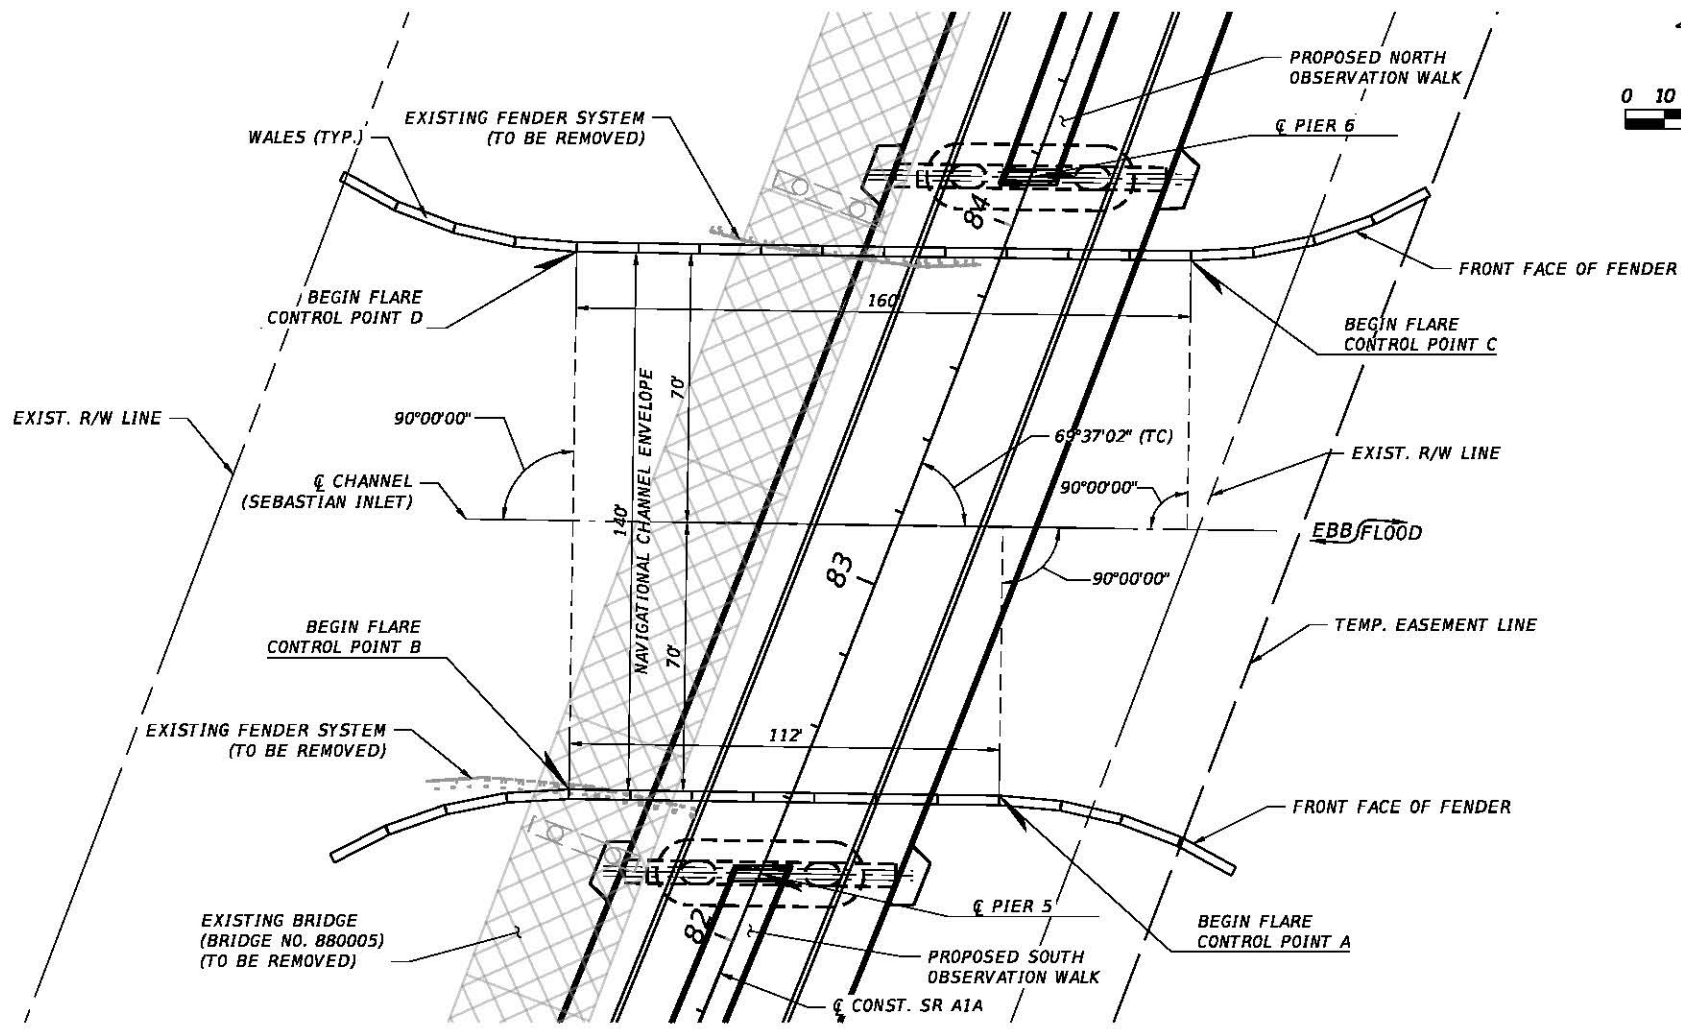 PROPOSED NORTH
OBSERVATION WALK
0 10
EXISTING FENDER SYSTEM
(TO BE REMOVED)
WALES (TYP.)
℄ PIER 6
84
FRONT FACE OF FENDER
BEGIN FLARE
CONTROL POINT D
160'
BEGIN FLARE
CONTROL POINT C
70'
NAVIGATIONAL CHANNEL ENVELOPE
140'
EXIST. R/W LINE
90°00'00"
69°37'02" (TC)
EXIST. R/W LINE
℄ CHANNEL
(SEBASTIAN INLET)
90°00'00"
EBB FLOOD
83
90°00'00"
BEGIN FLARE
CONTROL POINT B
70'
TEMP. EASEMENT LINE
EXISTING FENDER SYSTEM
(TO BE REMOVED)
112'
FRONT FACE OF FENDER
EXISTING BRIDGE
(BRIDGE NO. 880005)
(TO BE REMOVED)
82
℄ PIER 5
BEGIN FLARE
CONTROL POINT A
PROPOSED SOUTH
OBSERVATION WALK
℄ CONST. SR A1A